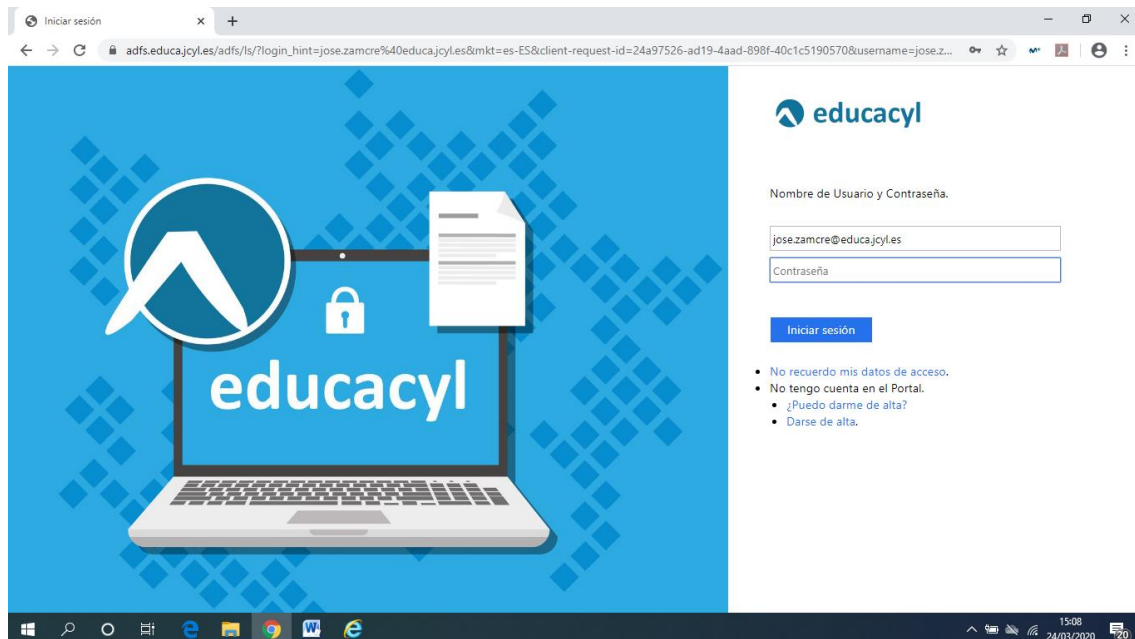 Iniciar sesión
adfs.educa.jcyl.es/adfs/ls/?login_hint=jose.zamcre%40educa.jcyl.es&mkt=es-ES&client-request-id=24a97526-ad19-4aad-898f-40c1c5190570&username=jose.z...
educacyl
Nombre de Usuario y Contraseña.
jose.zamcre@educa.jcyl.es
Contraseña
Iniciar sesión
No recuerdo mis datos de acceso.
No tengo cuenta en el Portal.
¿Puedo darme de alta?
Darse de alta.
educacyl
15:08
24/03/2020
20